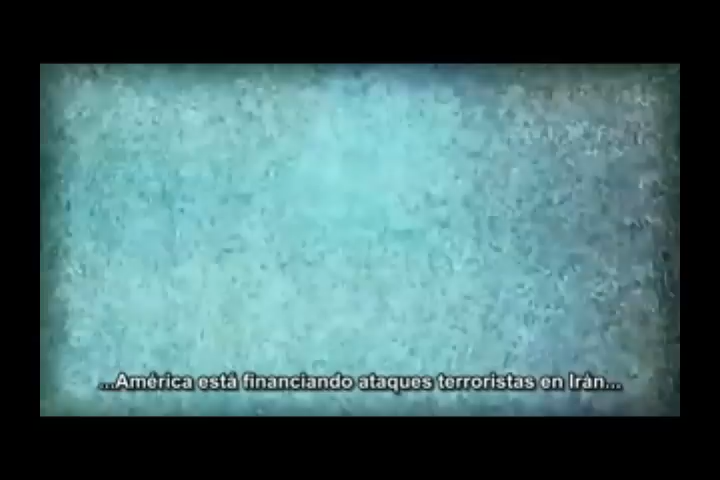 ...América está financiando ataques terroristas en Irán...